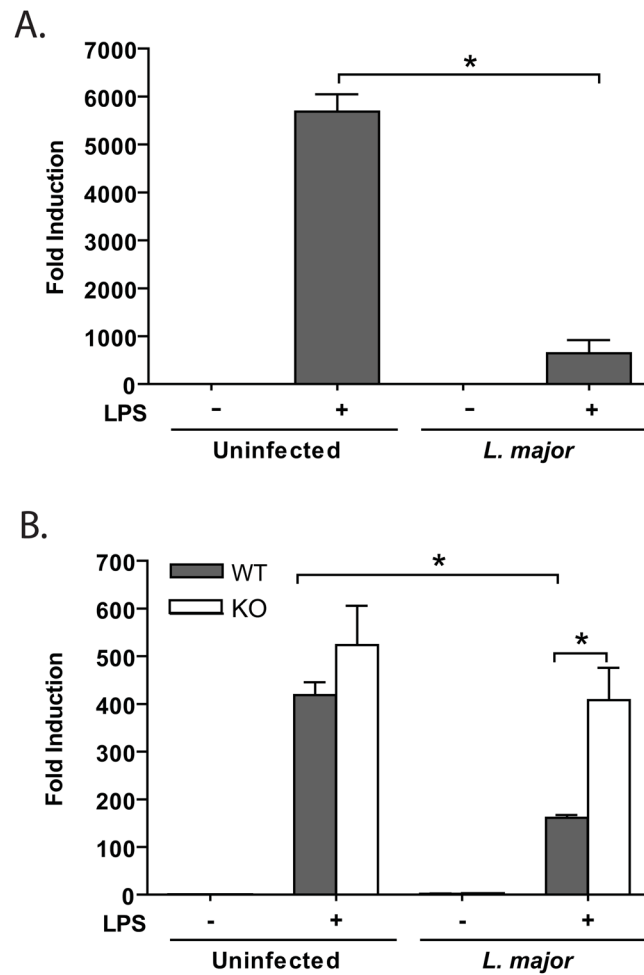 A.
7000
6000
5000
4000
3000
2000
1000
0
Fold Induction
*
LPS - + - +
Uninfected L. major
B.
700
600
500
400
300
200
100
0
Fold Induction
WT
KO
*
*
LPS - + - +
Uninfected L. major